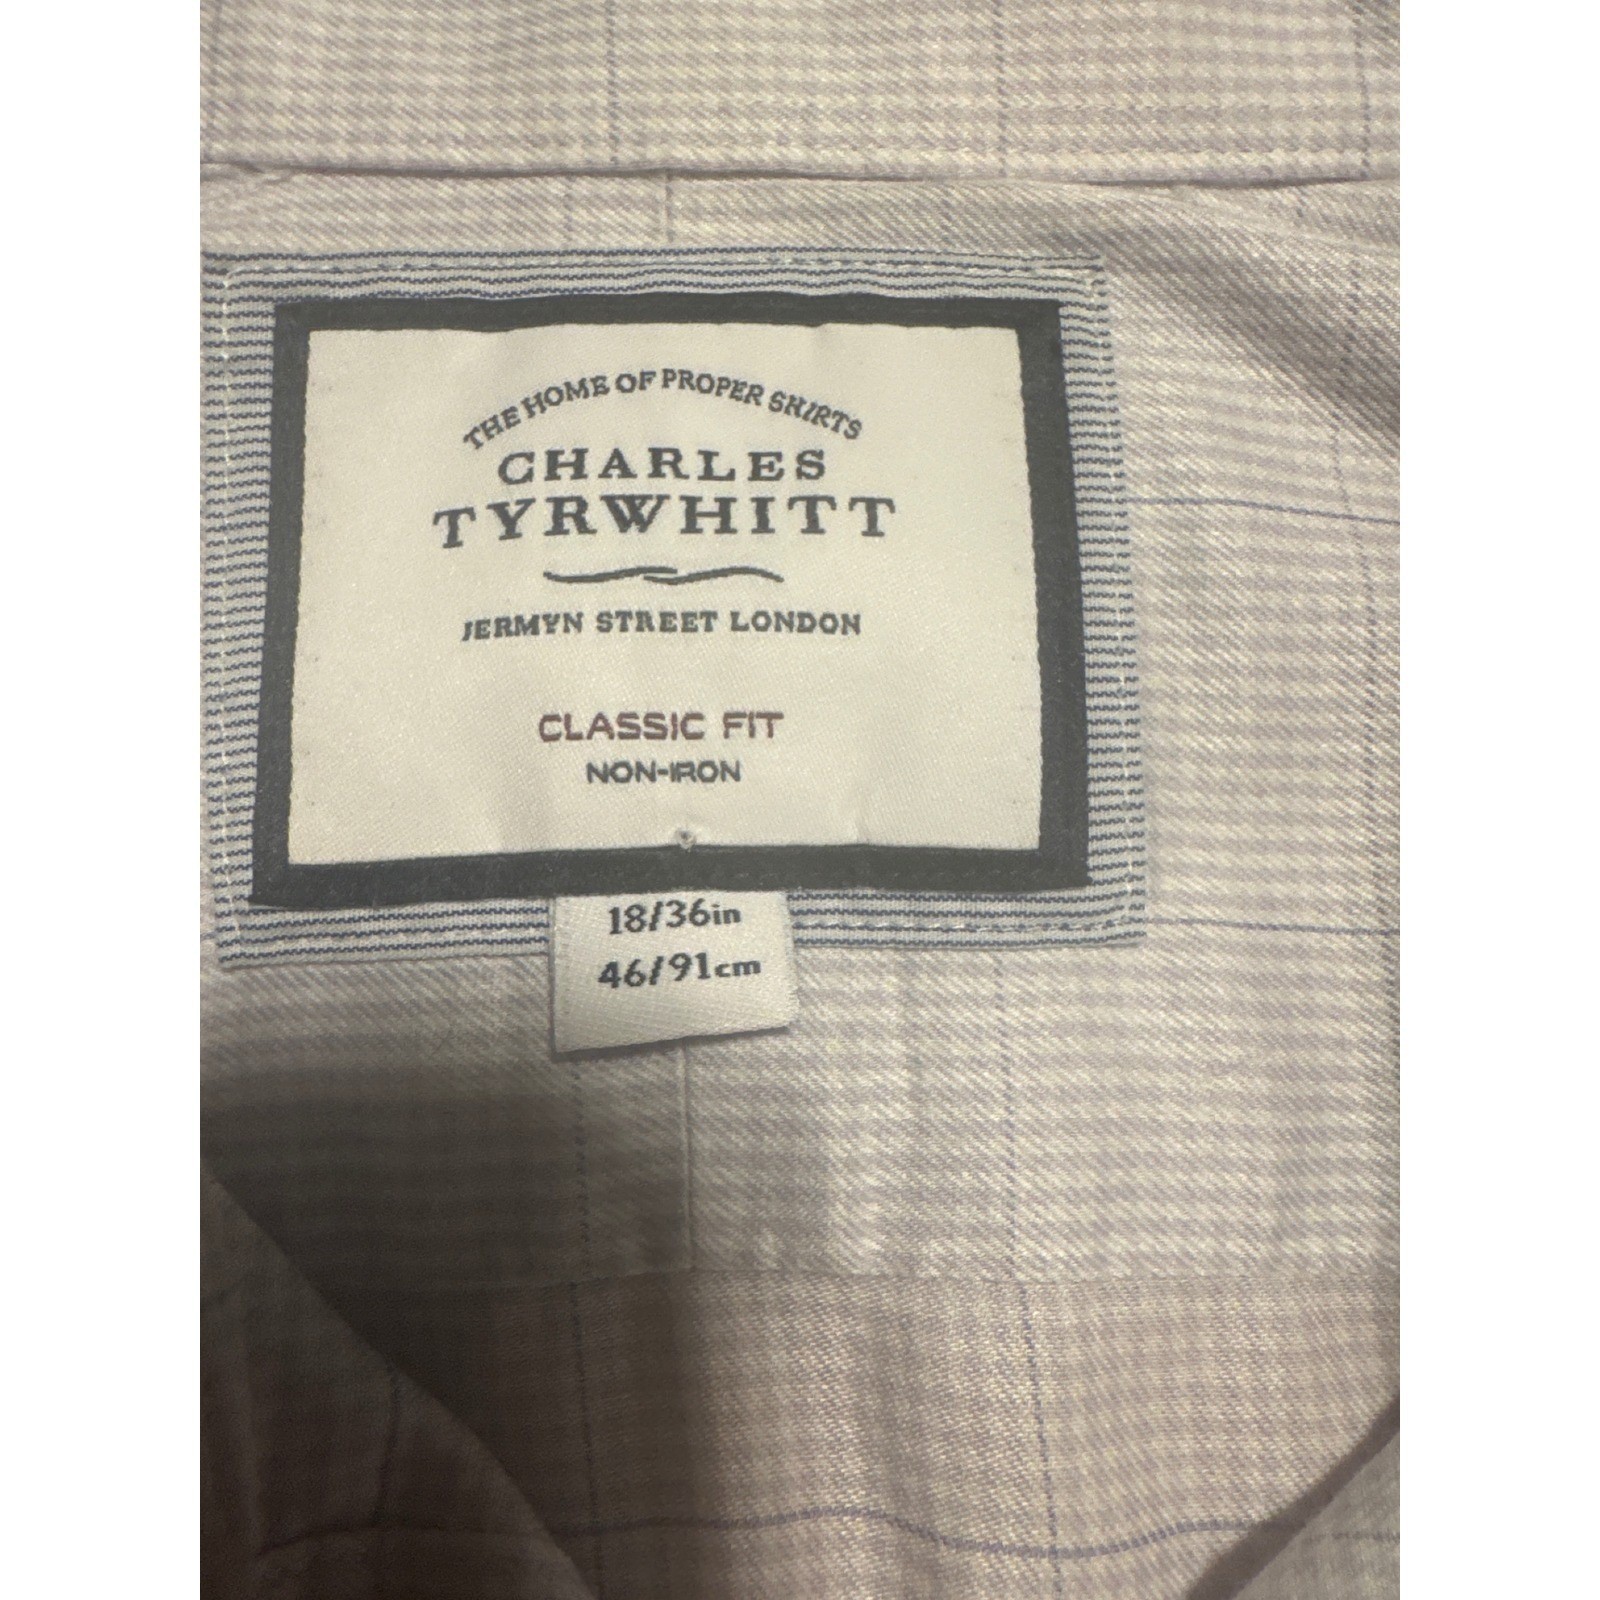 THE HOME OF PROPER SHIRTS
CHARLES
TYRWHITT
JERMYN STREET LONDON
CLASSIC FIT
NON-IRON
18/36in
46/91cm